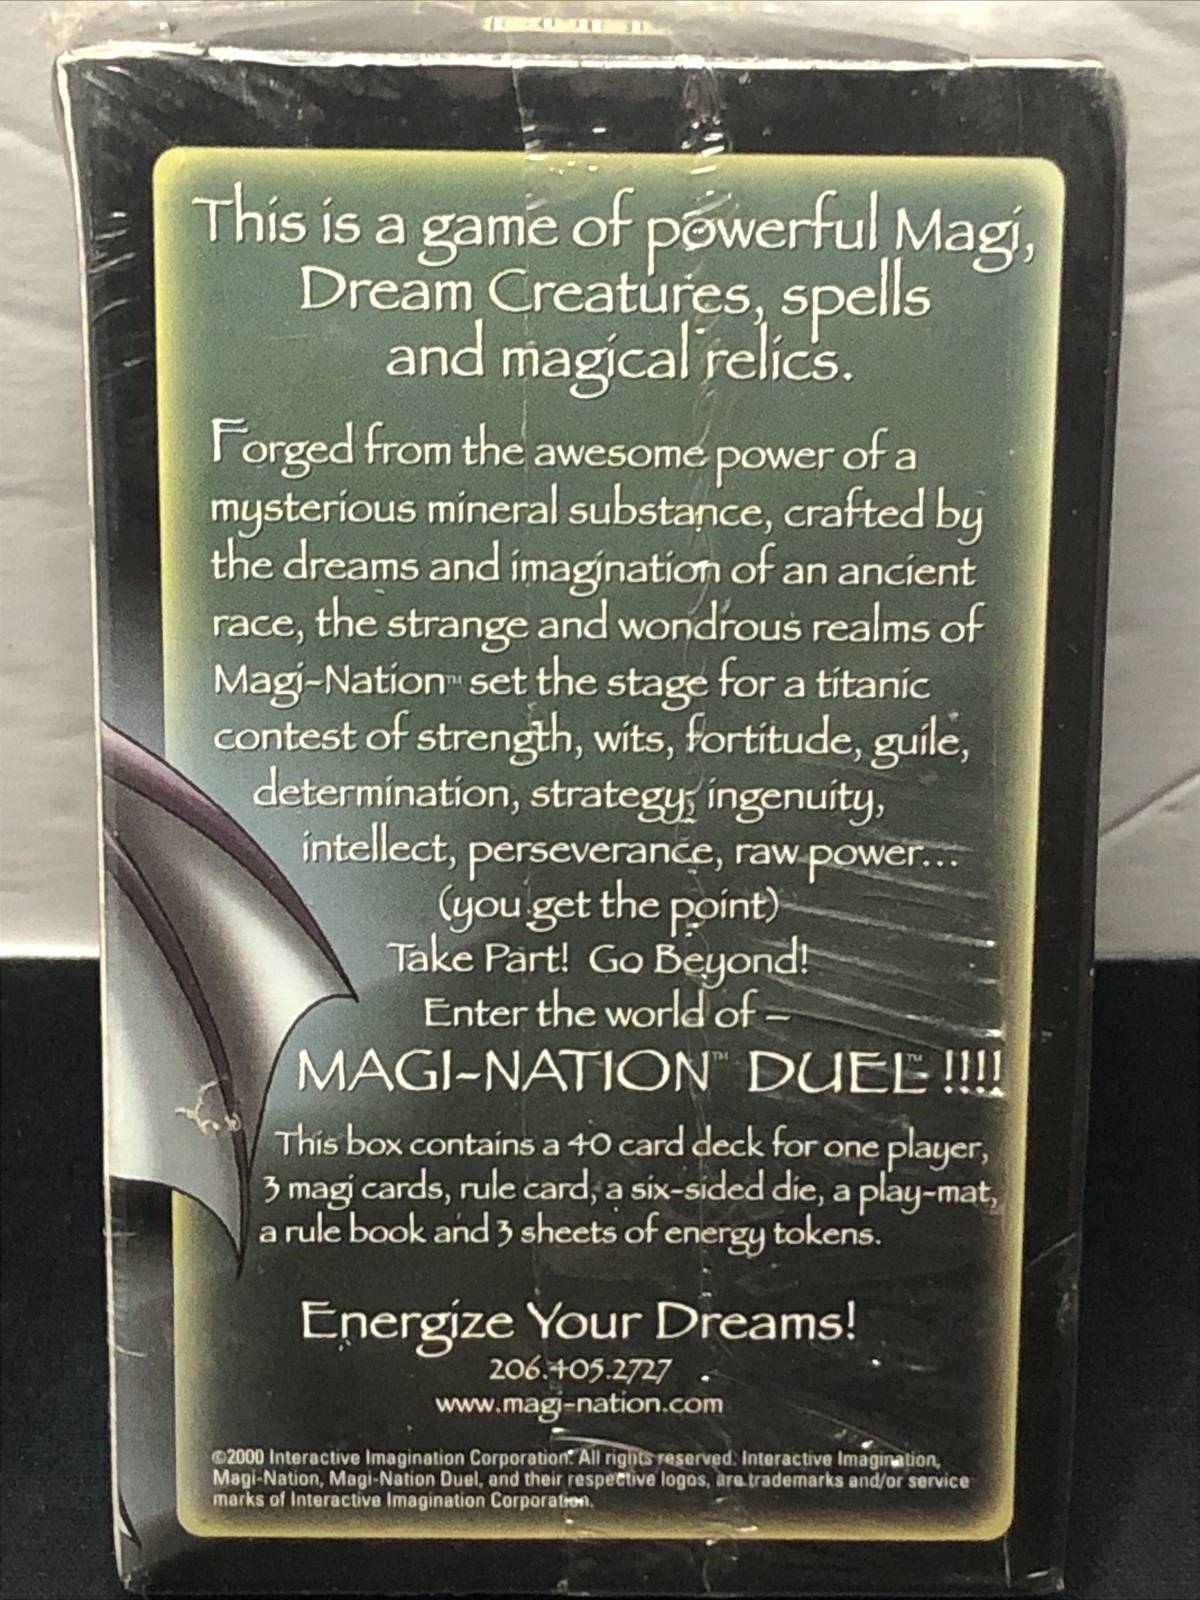 This is a game of powerful Magi,
Dream Creatures, spells
and magical relics.
Forged from the awesome power of a
mysterious mineral substance, crafted by
the dreams and imagination of an ancient
race, the strange and wondrous realms of
Magi~Nation™ set the stage for a titanic
contest of strength, wits, fortitude, guile,
determination, strategy, ingenuity,
intellect, perseverance, raw power...
(you get the point)
Take Part! Go Beyond!
Enter the world of –
MAGI~NATION™ DUEL™ !!!!
This box contains a 40 card deck for one player,
3 magi cards, rule card, a six-sided die, a play-mat,
a rule book and 3 sheets of energy tokens.
Energize Your Dreams!
206.405.2727
www.magi-nation.com
©2000 Interactive Imagination Corporation. All rights reserved. Interactive Imagination,
Magi-Nation, Magi-Nation Duel, and their respective logos, are trademarks and/or service
marks of Interactive Imagination Corporation.